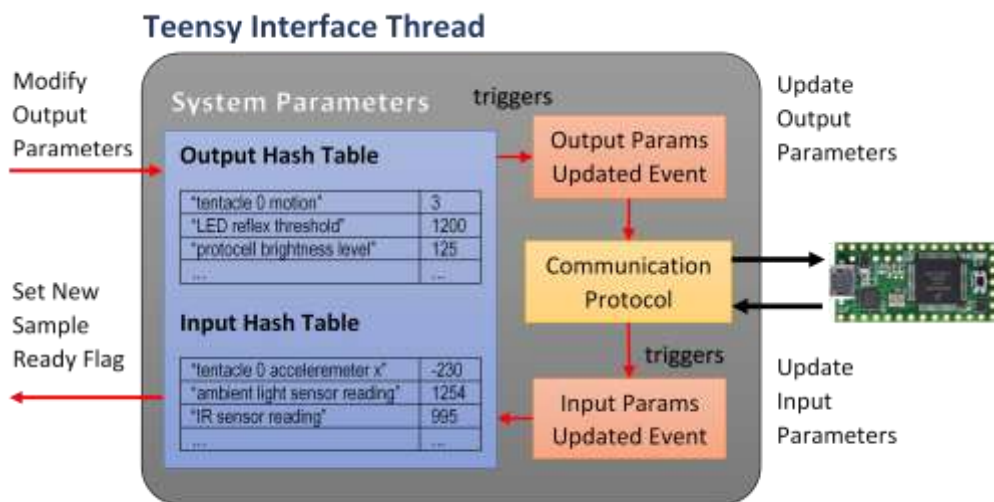 Teensy Interface Thread
Modify
Output
Parameters
System Parameters
triggers
Output Hash Table
"tentacle 0 motion" 3
"LED reflex threshold" 1200
"protocell brightness level" 125
... ...
Output Params
Updated Event
Update
Output
Parameters
Communication
Protocol
Set New
Sample
Ready Flag
Input Hash Table
"tentacle 0 acceleremeter x" -230
"ambient light sensor reading" 1254
"IR sensor reading" 995
... ...
triggers
Input Params
Updated Event
Update
Input
Parameters